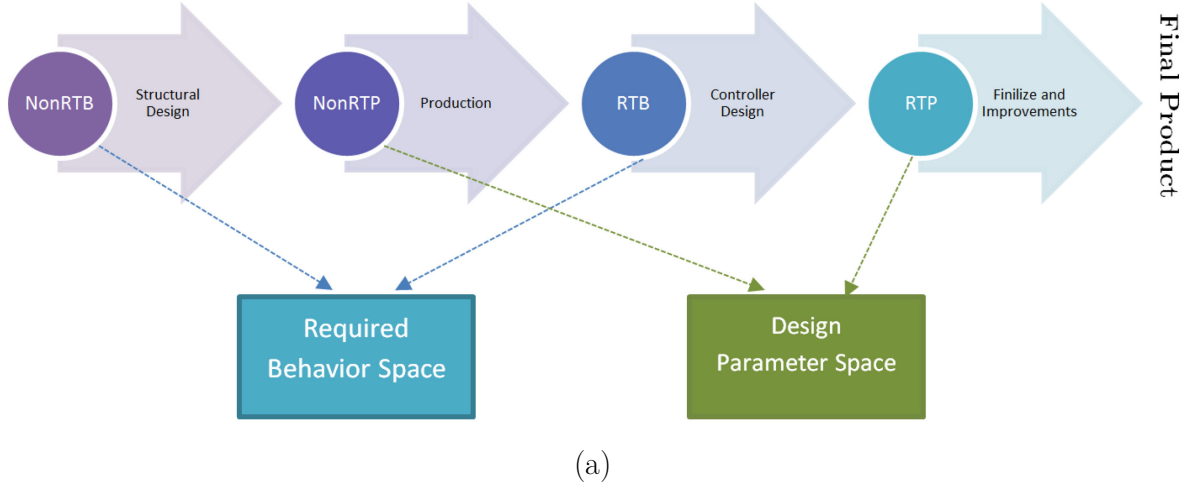 NonRTB
Structural
Design
NonRTP
Production
RTB
Controller
Design
RTP
Finilize and
Improvements
Final Product
Required
Behavior Space
Design
Parameter Space
(a)